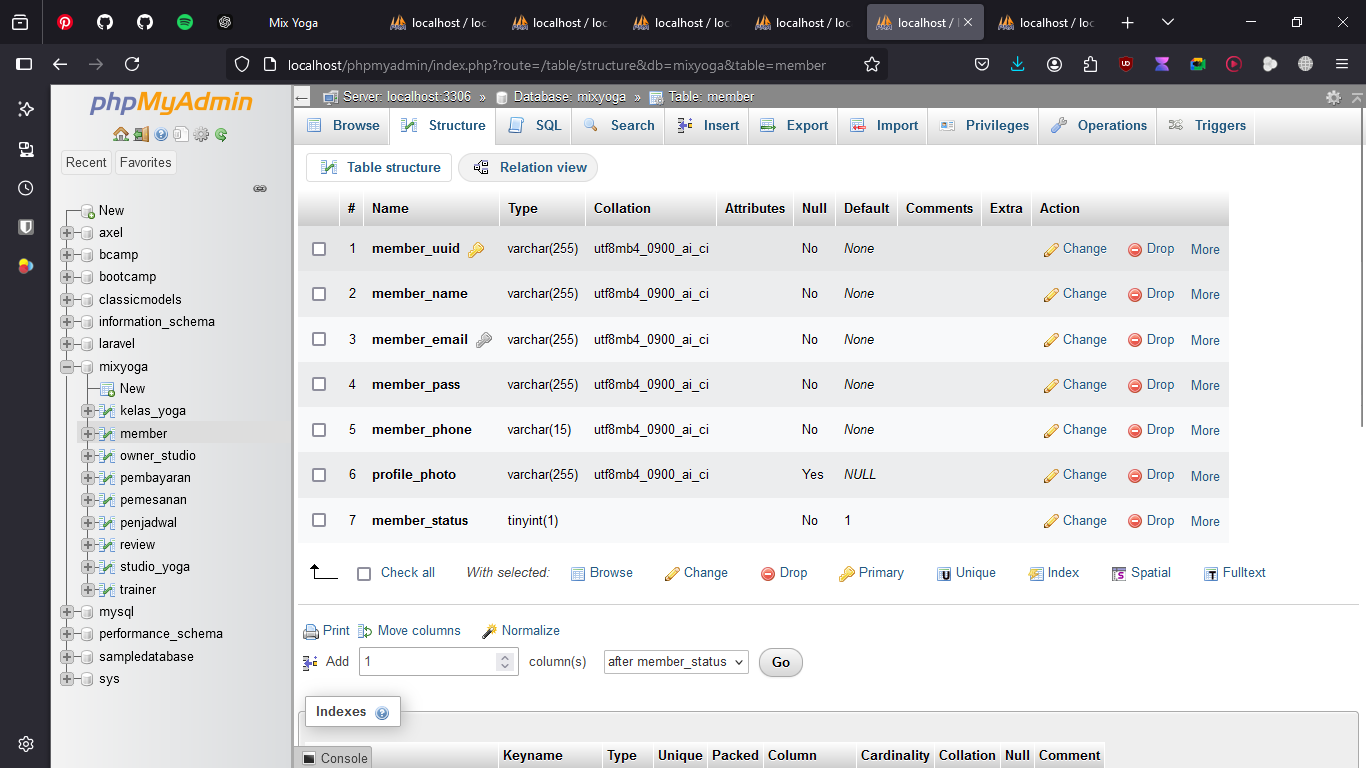 Mix Yoga
localhost / loc
localhost / loc
localhost / loc
localhost / loc
localhost /
localhost / loc
localhost/phpmyadmin/index.php?route=/table/structure&db=mixyoga&table=member
phpMyAdmin
Recent
Favorites
New
axel
bcamp
bootcamp
classicmodels
information_schema
laravel
mixyoga
New
kelas_yoga
member
owner_studio
pembayaran
pemesanan
penjadwal
review
studio_yoga
trainer
mysql
performance_schema
sampledatabase
sys
Server: localhost:3306 » Database: mixyoga » Table: member
Browse Structure SQL Search Insert Export Import Privileges Operations Triggers
Table structure Relation view
# Name Type Collation Attributes Null Default Comments Extra Action
1 member_uuid varchar(255) utf8mb4_0900_ai_ci No None Change Drop More
2 member_name varchar(255) utf8mb4_0900_ai_ci No None Change Drop More
3 member_email varchar(255) utf8mb4_0900_ai_ci No None Change Drop More
4 member_pass varchar(255) utf8mb4_0900_ai_ci No None Change Drop More
5 member_phone varchar(15) utf8mb4_0900_ai_ci No None Change Drop More
6 profile_photo varchar(255) utf8mb4_0900_ai_ci Yes NULL Change Drop More
7 member_status tinyint(1) No 1 Change Drop More
Check all With selected: Browse Change Drop Primary Unique Index Spatial Fulltext
Print Move columns Normalize
Add 1 column(s) after member_status Go
Indexes
Keyname Type Unique Packed Column Cardinality Collation Null Comment
Console